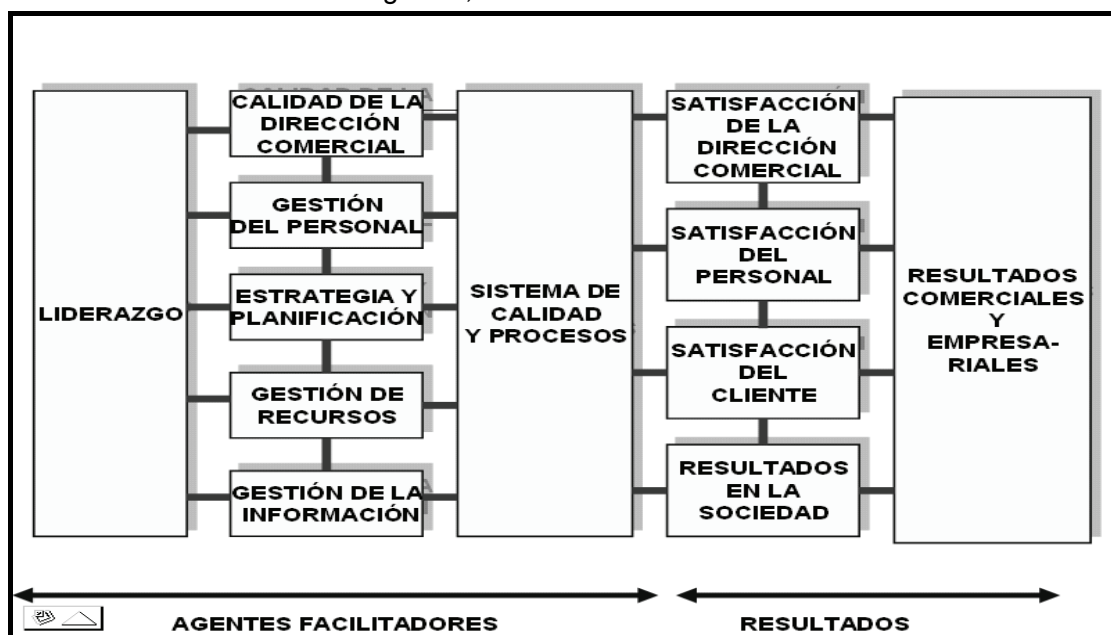 LIDERAZGO
CALIDAD DE LA
DIRECCIÓN
COMERCIAL
GESTIÓN
DEL PERSONAL
ESTRATEGIA Y
PLANIFICACIÓN
GESTIÓN DE
RECURSOS
GESTIÓN DE LA
INFORMACIÓN
SISTEMA DE
CALIDAD
Y PROCESOS
SATISFACCIÓN
DE LA
DIRECCIÓN
COMERCIAL
SATISFACCIÓN
DEL
PERSONAL
SATISFACCIÓN
DEL
CLIENTE
RESULTADOS
EN LA
SOCIEDAD
RESULTADOS
COMERCIALES
Y
EMPRESA-
RIALES
AGENTES FACILITADORES
RESULTADOS